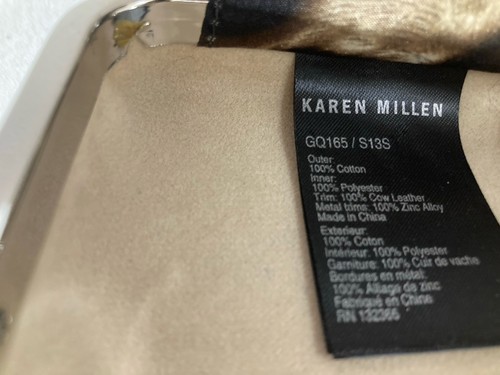 KAREN MILLEN
GQ165 / S13S
Outer:
100% Cotton
Inner:
100% Polyester
Trim: 100% Cow Leather
Metal trims: 100% Zinc Alloy
Made in China
Exterieur:
100% Coton
Intérieur: 100% Polyester
Garniture: 100% Cuir de vache
Bordures en métal:
100% Alliage de zinc
Fabriqué en Chine
RN 132365